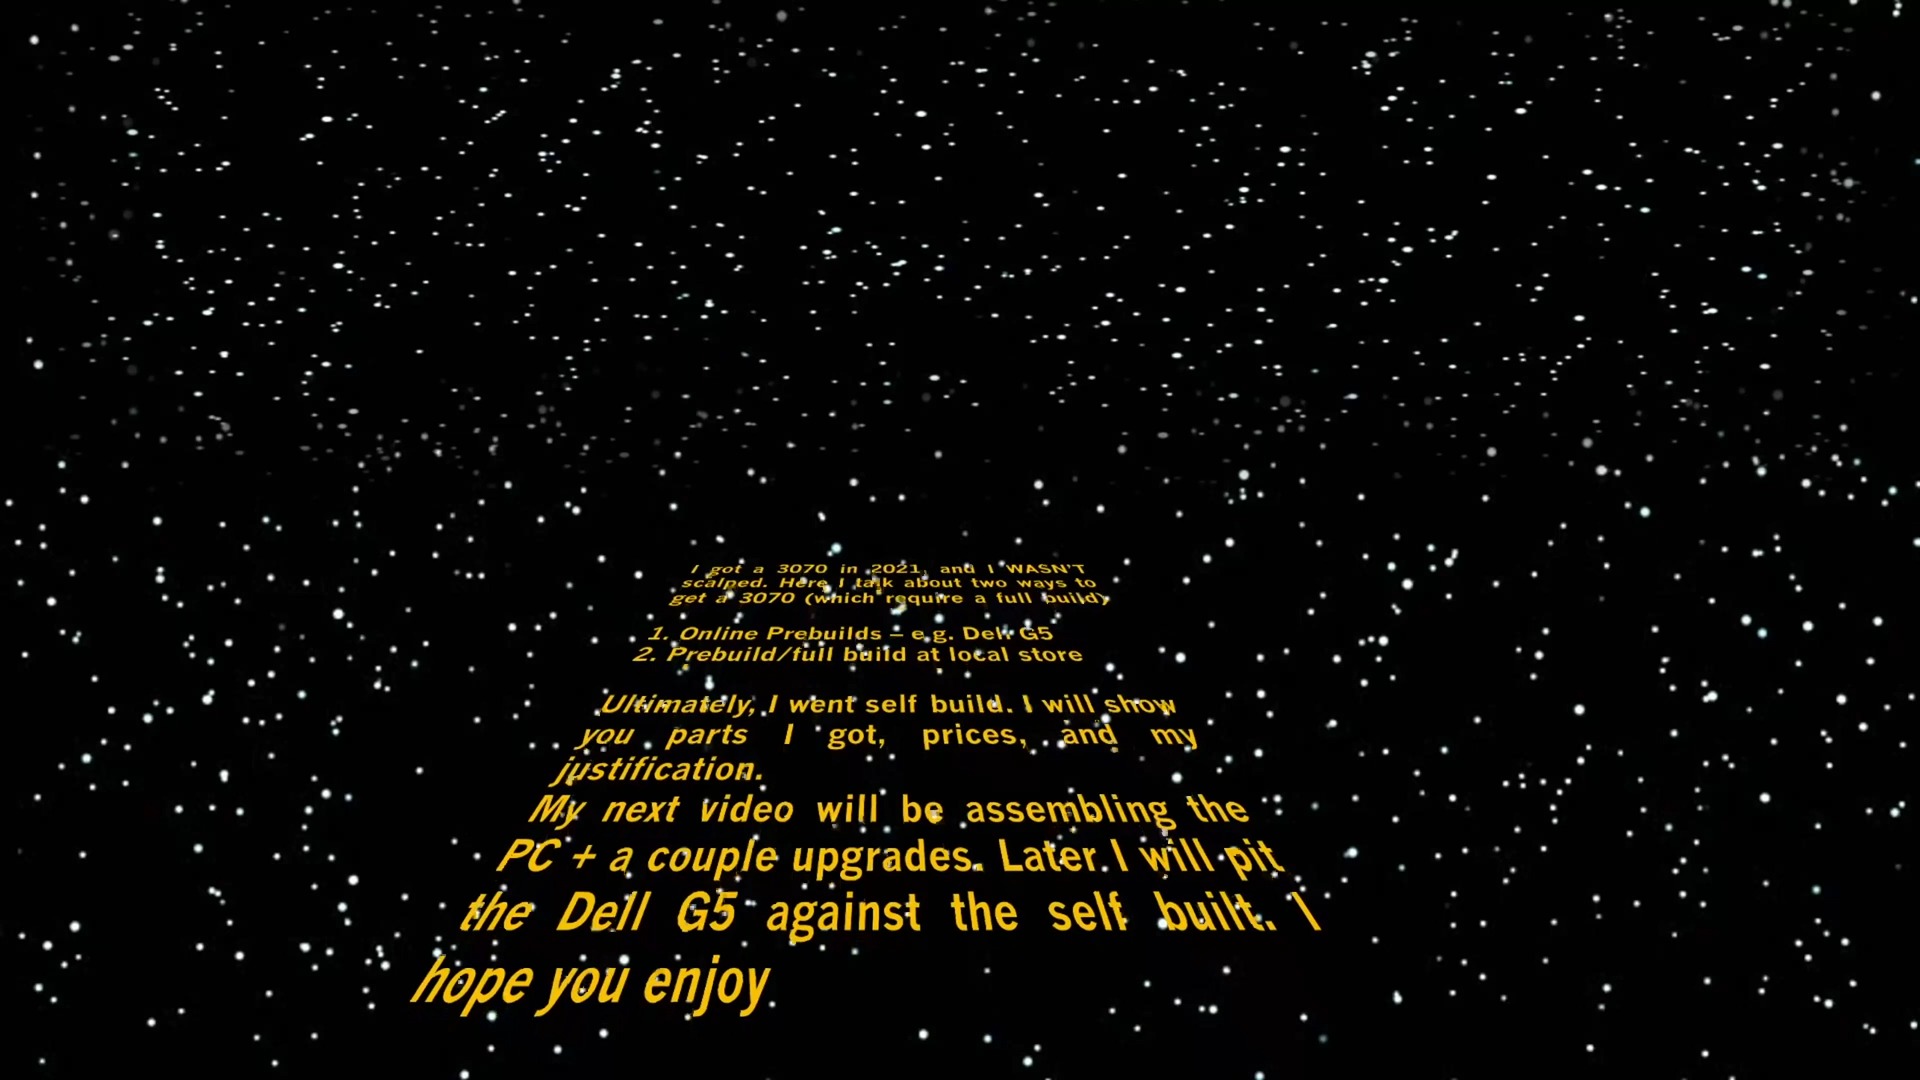 I got a 3070 in 2021, and I WASN'T
scalped. Here I talk about two ways to
get a 3070 (which require a full build)
1. Online Prebuilds – e.g. Dell G5
2. Prebuild/full build at local store
Ultimately, I went self build. I will show
you parts I got, prices, and my
justification.
My next video will be assembling the
PC + a couple upgrades. Later I will pit
the Dell G5 against the self built. I
hope you enjoy